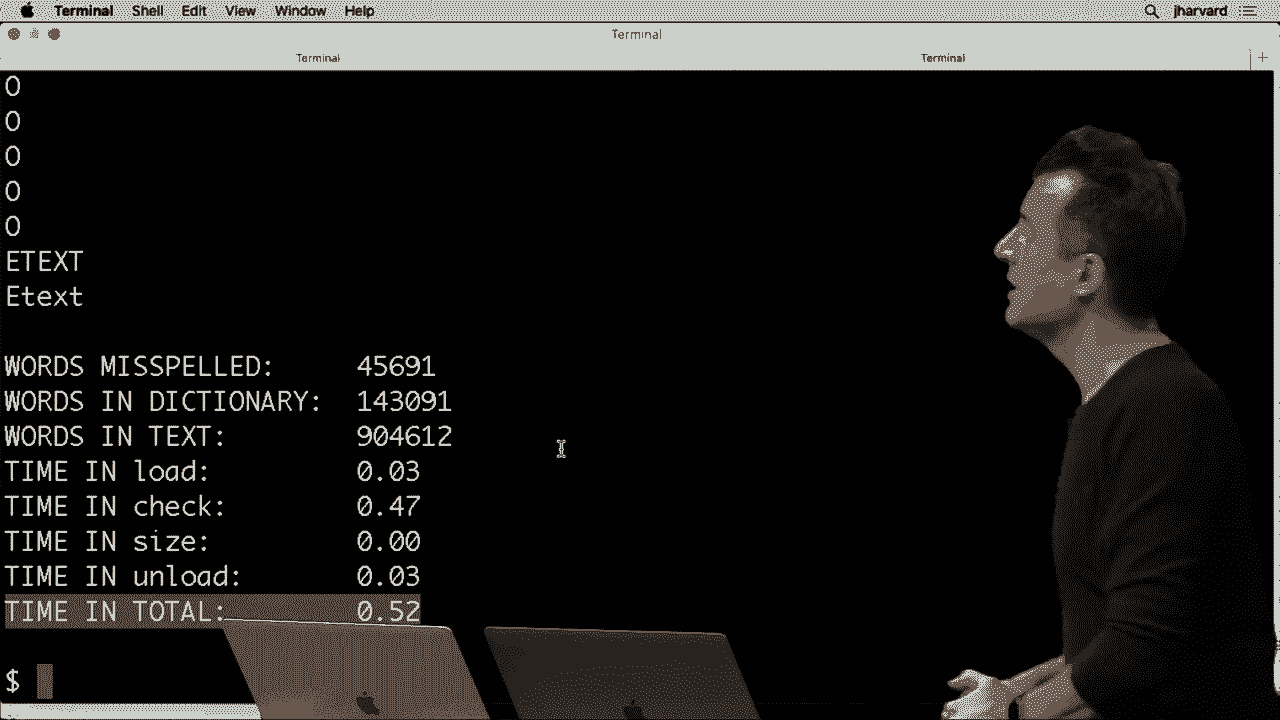 Terminal Shell Edit View Window Help jharvard
Terminal
Terminal Terminal +
O
O
O
O
O
ETEXT
Etext
WORDS MISSPELLED: 45691
WORDS IN DICTIONARY: 143091
WORDS IN TEXT: 904612
TIME IN load: 0.03
TIME IN check: 0.47
TIME IN size: 0.00
TIME IN unload: 0.03
TIME IN TOTAL: 0.52
$